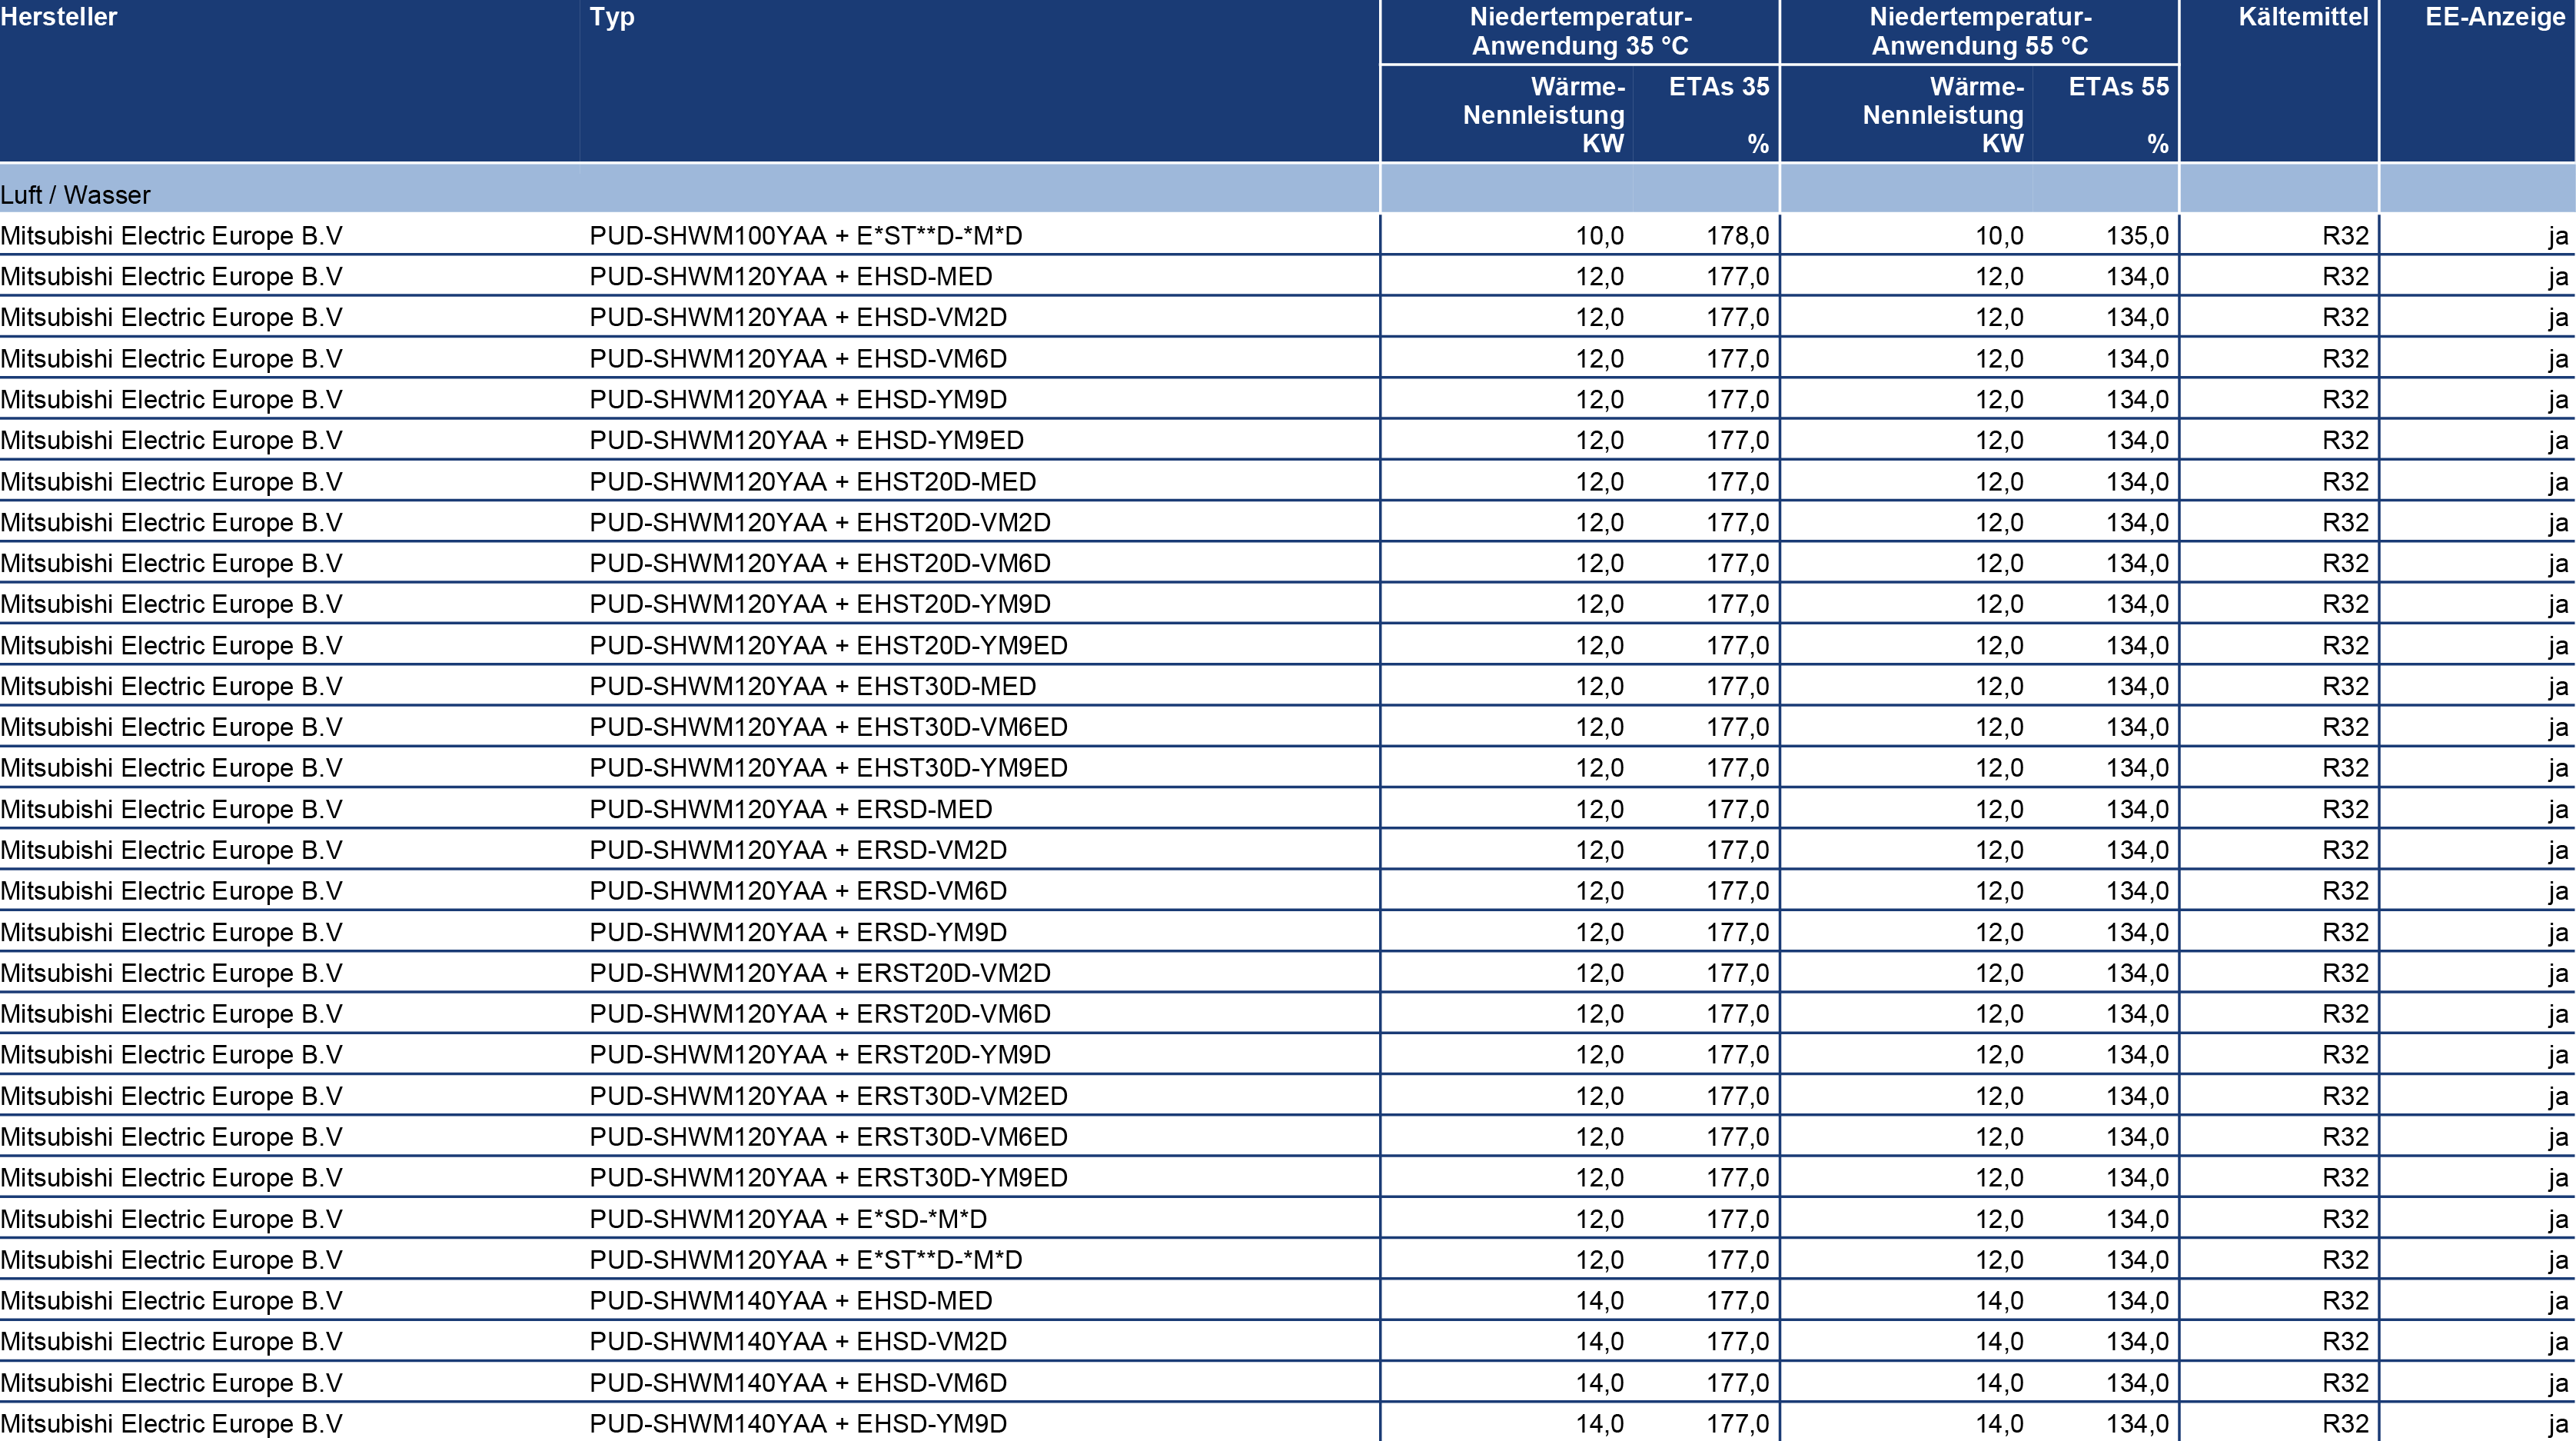 Hersteller Typ Niedertemperatur- Niedertemperatur- Kältemittel EE-Anzeige
Anwendung 35 °C Anwendung 55 °C
Wärme- ETAs 35 Wärme- ETAs 55
Nennleistung Nennleistung
KW % KW %
Luft / Wasser
Mitsubishi Electric Europe B.V PUD-SHWM100YAA + E*ST**D-*M*D 10,0 178,0 10,0 135,0 R32 ja
Mitsubishi Electric Europe B.V PUD-SHWM120YAA + EHSD-MED 12,0 177,0 12,0 134,0 R32 ja
Mitsubishi Electric Europe B.V PUD-SHWM120YAA + EHSD-VM2D 12,0 177,0 12,0 134,0 R32 ja
Mitsubishi Electric Europe B.V PUD-SHWM120YAA + EHSD-VM6D 12,0 177,0 12,0 134,0 R32 ja
Mitsubishi Electric Europe B.V PUD-SHWM120YAA + EHSD-YM9D 12,0 177,0 12,0 134,0 R32 ja
Mitsubishi Electric Europe B.V PUD-SHWM120YAA + EHSD-YM9ED 12,0 177,0 12,0 134,0 R32 ja
Mitsubishi Electric Europe B.V PUD-SHWM120YAA + EHST20D-MED 12,0 177,0 12,0 134,0 R32 ja
Mitsubishi Electric Europe B.V PUD-SHWM120YAA + EHST20D-VM2D 12,0 177,0 12,0 134,0 R32 ja
Mitsubishi Electric Europe B.V PUD-SHWM120YAA + EHST20D-VM6D 12,0 177,0 12,0 134,0 R32 ja
Mitsubishi Electric Europe B.V PUD-SHWM120YAA + EHST20D-YM9D 12,0 177,0 12,0 134,0 R32 ja
Mitsubishi Electric Europe B.V PUD-SHWM120YAA + EHST20D-YM9ED 12,0 177,0 12,0 134,0 R32 ja
Mitsubishi Electric Europe B.V PUD-SHWM120YAA + EHST30D-MED 12,0 177,0 12,0 134,0 R32 ja
Mitsubishi Electric Europe B.V PUD-SHWM120YAA + EHST30D-VM6ED 12,0 177,0 12,0 134,0 R32 ja
Mitsubishi Electric Europe B.V PUD-SHWM120YAA + EHST30D-YM9ED 12,0 177,0 12,0 134,0 R32 ja
Mitsubishi Electric Europe B.V PUD-SHWM120YAA + ERSD-MED 12,0 177,0 12,0 134,0 R32 ja
Mitsubishi Electric Europe B.V PUD-SHWM120YAA + ERSD-VM2D 12,0 177,0 12,0 134,0 R32 ja
Mitsubishi Electric Europe B.V PUD-SHWM120YAA + ERSD-VM6D 12,0 177,0 12,0 134,0 R32 ja
Mitsubishi Electric Europe B.V PUD-SHWM120YAA + ERSD-YM9D 12,0 177,0 12,0 134,0 R32 ja
Mitsubishi Electric Europe B.V PUD-SHWM120YAA + ERST20D-VM2D 12,0 177,0 12,0 134,0 R32 ja
Mitsubishi Electric Europe B.V PUD-SHWM120YAA + ERST20D-VM6D 12,0 177,0 12,0 134,0 R32 ja
Mitsubishi Electric Europe B.V PUD-SHWM120YAA + ERST20D-YM9D 12,0 177,0 12,0 134,0 R32 ja
Mitsubishi Electric Europe B.V PUD-SHWM120YAA + ERST30D-VM2ED 12,0 177,0 12,0 134,0 R32 ja
Mitsubishi Electric Europe B.V PUD-SHWM120YAA + ERST30D-VM6ED 12,0 177,0 12,0 134,0 R32 ja
Mitsubishi Electric Europe B.V PUD-SHWM120YAA + ERST30D-YM9ED 12,0 177,0 12,0 134,0 R32 ja
Mitsubishi Electric Europe B.V PUD-SHWM120YAA + E*SD-*M*D 12,0 177,0 12,0 134,0 R32 ja
Mitsubishi Electric Europe B.V PUD-SHWM120YAA + E*ST**D-*M*D 12,0 177,0 12,0 134,0 R32 ja
Mitsubishi Electric Europe B.V PUD-SHWM140YAA + EHSD-MED 14,0 177,0 14,0 134,0 R32 ja
Mitsubishi Electric Europe B.V PUD-SHWM140YAA + EHSD-VM2D 14,0 177,0 14,0 134,0 R32 ja
Mitsubishi Electric Europe B.V PUD-SHWM140YAA + EHSD-VM6D 14,0 177,0 14,0 134,0 R32 ja
Mitsubishi Electric Europe B.V PUD-SHWM140YAA + EHSD-YM9D 14,0 177,0 14,0 134,0 R32 ja